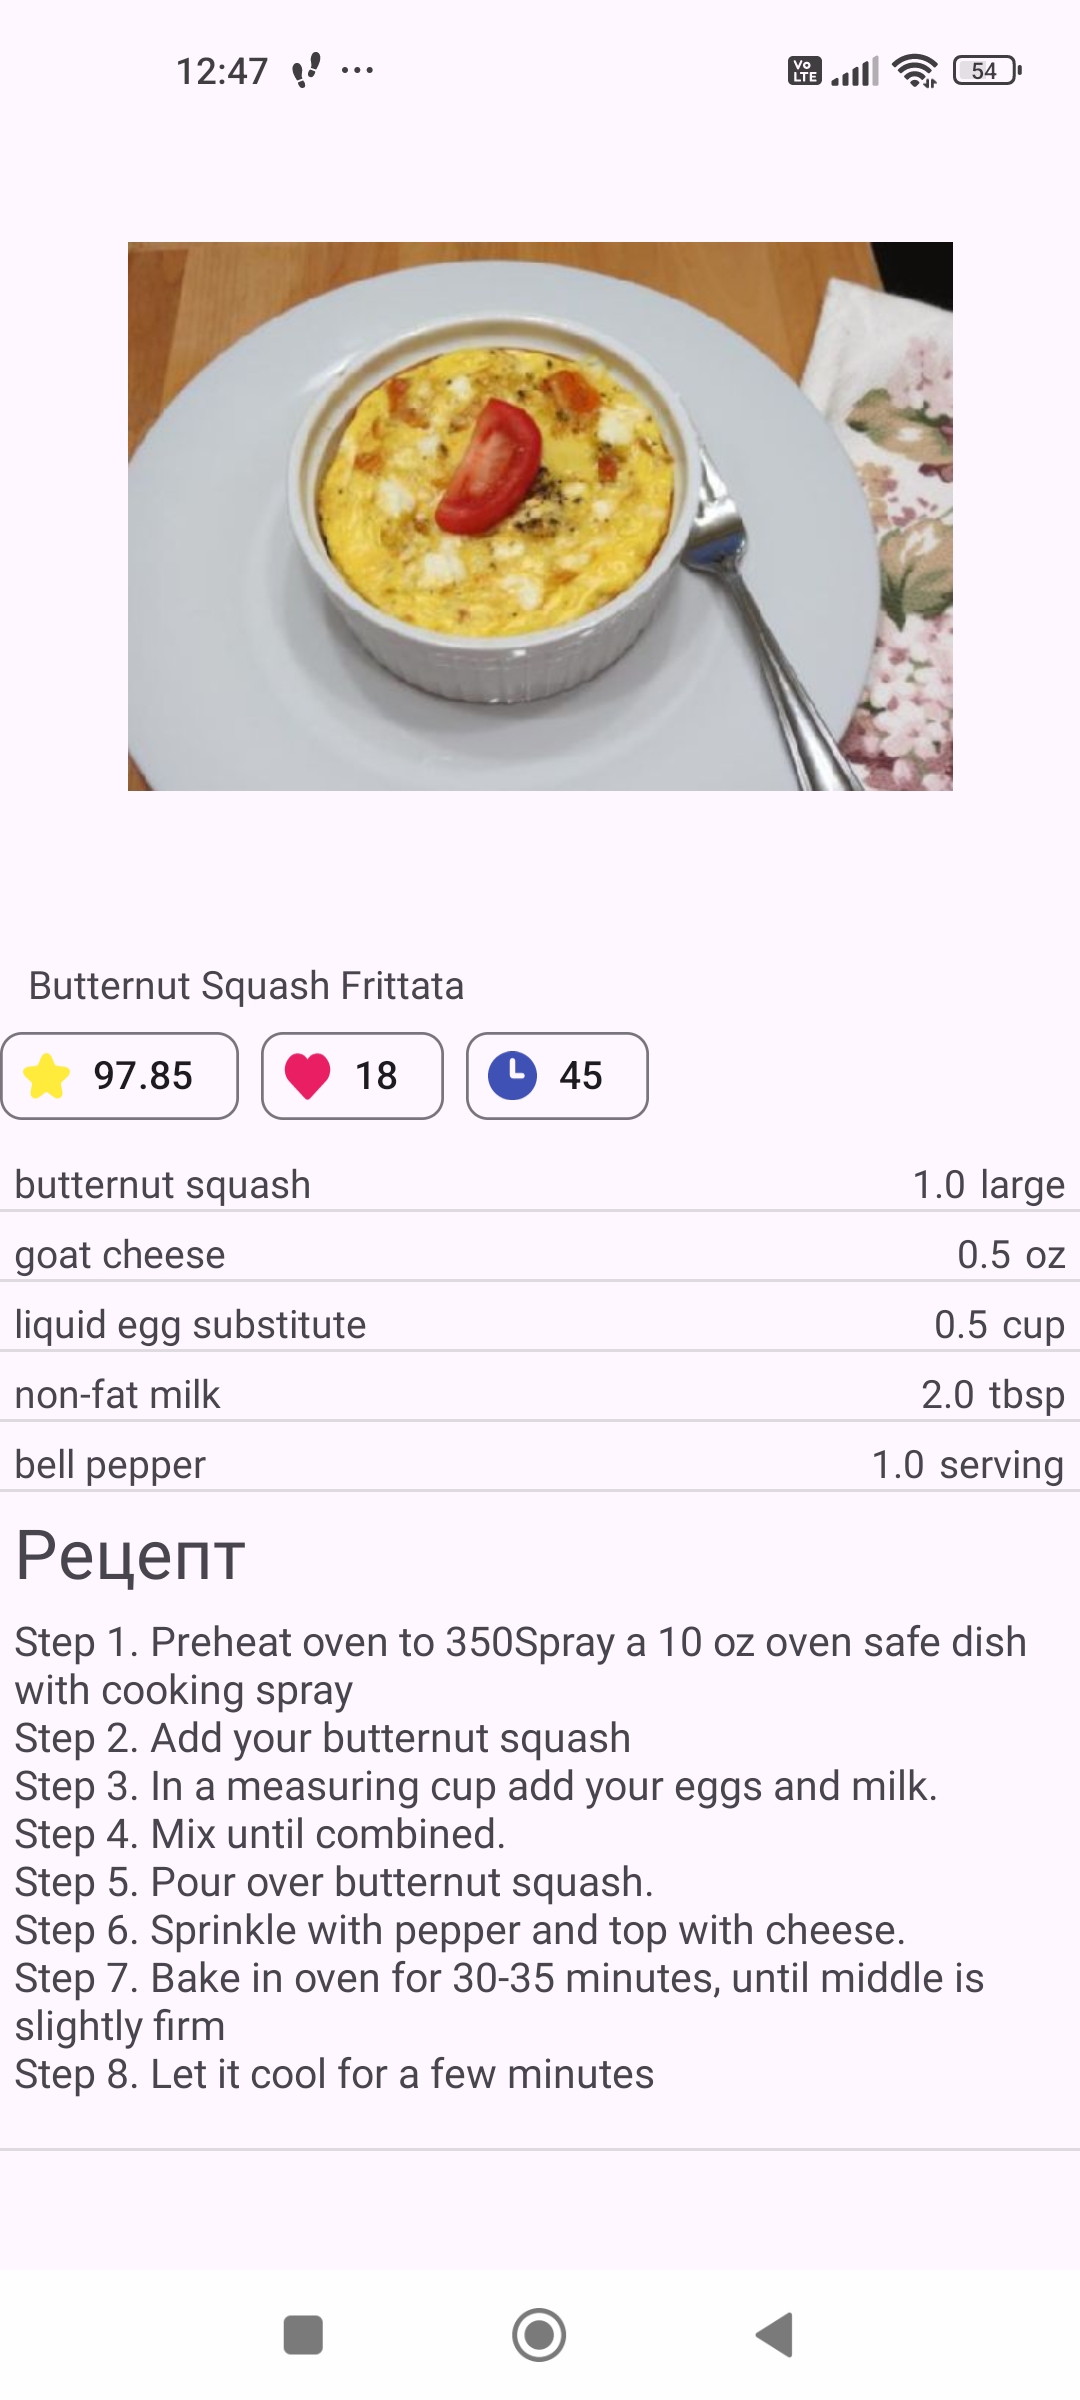 12:47
Vo LTE
54
Butternut Squash Frittata
97.85 18 45
butternut squash 1.0 large
goat cheese 0.5 oz
liquid egg substitute 0.5 cup
non-fat milk 2.0 tbsp
bell pepper 1.0 serving
Рецепт
Step 1. Preheat oven to 350Spray a 10 oz oven safe dish
with cooking spray
Step 2. Add your butternut squash
Step 3. In a measuring cup add your eggs and milk.
Step 4. Mix until combined.
Step 5. Pour over butternut squash.
Step 6. Sprinkle with pepper and top with cheese.
Step 7. Bake in oven for 30-35 minutes, until middle is
slightly firm
Step 8. Let it cool for a few minutes